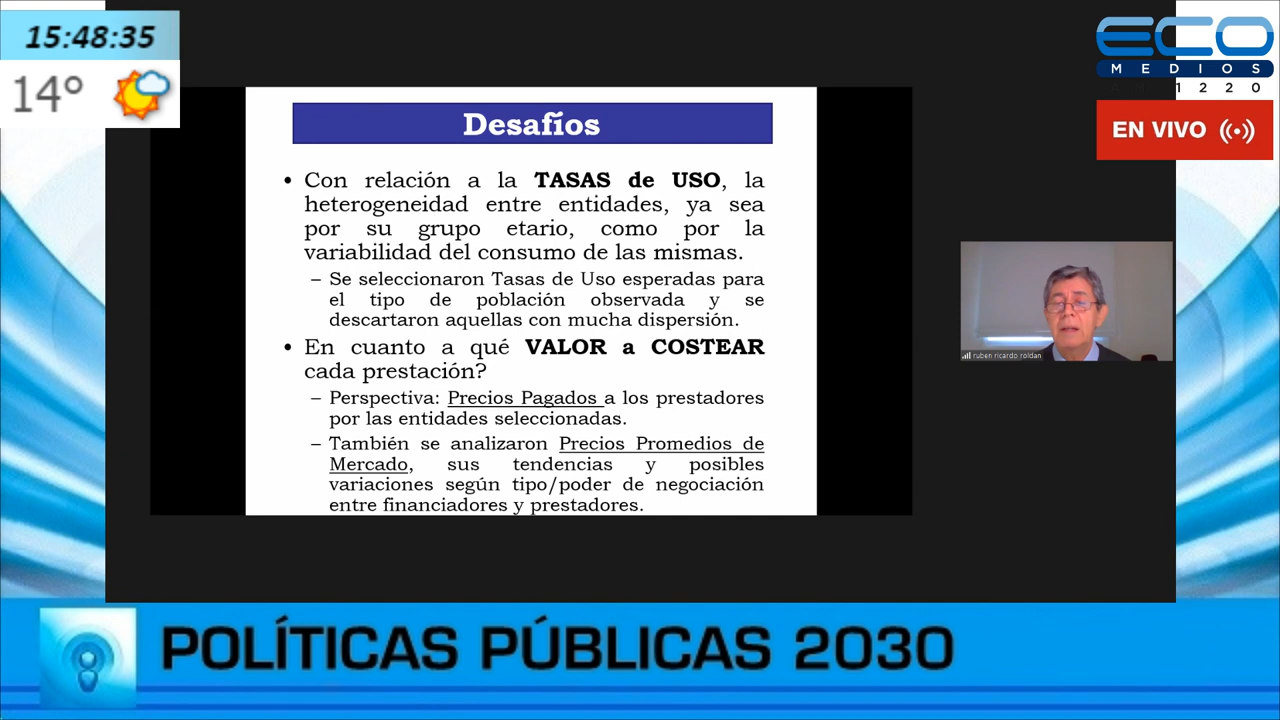 15:48:35
14°
ECO
MEDIOS
AM 1220
EN VIVO
Desafíos
• Con relación a la TASAS de USO, la
heterogeneidad entre entidades, ya sea
por su grupo etario, como por la
variabilidad del consumo de las mismas.
– Se seleccionaron Tasas de Uso esperadas para
el tipo de población observada y se
descartaron aquellas con mucha dispersión.
• En cuanto a qué VALOR a COSTEAR
cada prestación?
– Perspectiva: Precios Pagados a los prestadores
por las entidades seleccionadas.
– También se analizaron Precios Promedios de
Mercado, sus tendencias y posibles
variaciones según tipo/poder de negociación
entre financiadores y prestadores.
ruben ricardo roldan
POLÍTICAS PÚBLICAS 2030